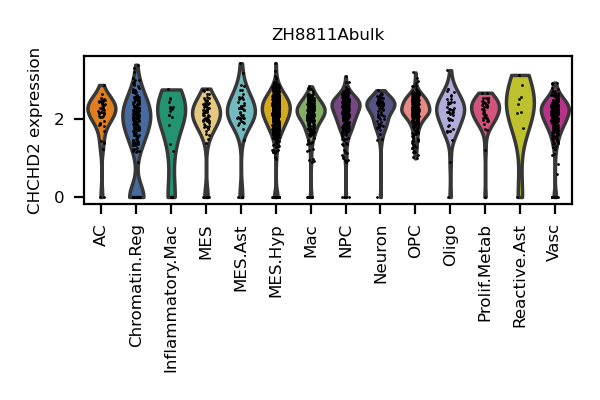 ZH8811Abulk
CHCHD2 expression
2
0
AC
Chromatin.Reg
Inflammatory.Mac
MES
MES.Ast
MES.Hyp
Mac
NPC
Neuron
OPC
Oligo
Prolif.Metab
Reactive.Ast
Vasc